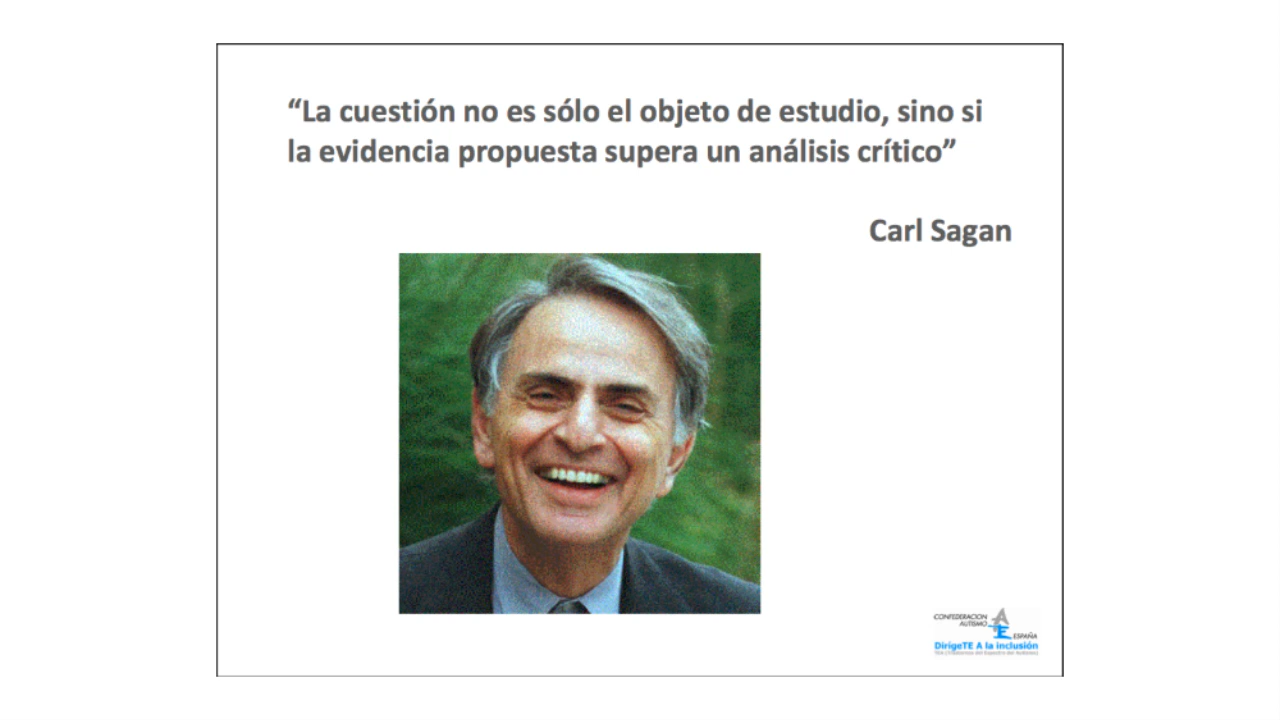 “La cuestión no es sólo el objeto de estudio, sino si
la evidencia propuesta supera un análisis crítico”
Carl Sagan
CONFEDERACION
AUTISMO
ESPAÑA
DirigeTE A la inclusión